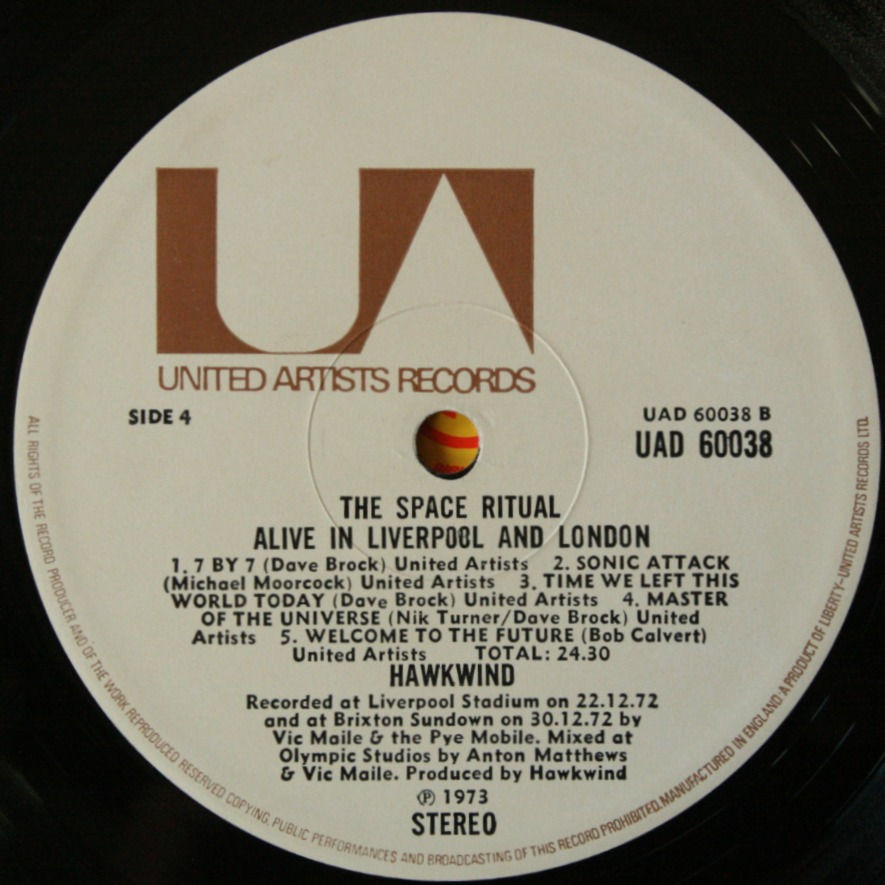 UA
UNITED ARTISTS RECORDS
SIDE 4
UAD 60038 B
UAD 60038
THE SPACE RITUAL
ALIVE IN LIVERPOOL AND LONDON
1. 7 BY 7 (Dave Brock) United Artists 2. SONIC ATTACK
(Michael Moorcock) United Artists 3. TIME WE LEFT THIS
WORLD TODAY (Dave Brock) United Artists 4. MASTER
OF THE UNIVERSE (Nik Turner/Dave Brock) United
Artists 5. WELCOME TO THE FUTURE (Bob Calvert)
United Artists TOTAL: 24.30
HAWKWIND
Recorded at Liverpool Stadium on 22.12.72
and at Brixton Sundown on 30.12.72 by
Vic Maile & the Pye Mobile. Mixed at
Olympic Studios by Anton Matthews
& Vic Maile. Produced by Hawkwind
℗ 1973
STEREO
ALL RIGHTS OF THE RECORD PRODUCER AND OF THE WORK REPRODUCED RESERVED COPYING, PUBLIC PERFORMANCES AND BROADCASTING OF THIS RECORD PROHIBITED. MANUFACTURED IN ENGLAND. A PRODUCT OF LIBERTY-UNITED ARTISTS RECORDS LTD.